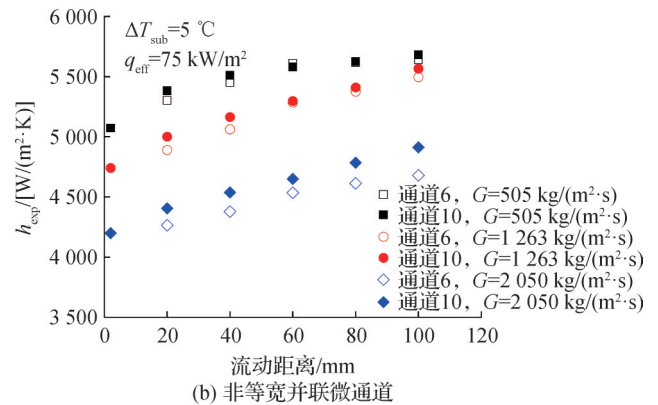 6 000
5 500
5 000
4 500
4 000
3 500
h_exp/[W/(m²·K)]
ΔT_sub=5 ℃
q_eff=75 kW/m²
通道6，G=505 kg/(m²·s)
通道10，G=505 kg/(m²·s)
通道6，G=1 263 kg/(m²·s)
通道10，G=1 263 kg/(m²·s)
通道6，G=2 050 kg/(m²·s)
通道10，G=2 050 kg/(m²·s)
0 20 40 60 80 100 120
流动距离/mm
(b) 非等宽并联微通道